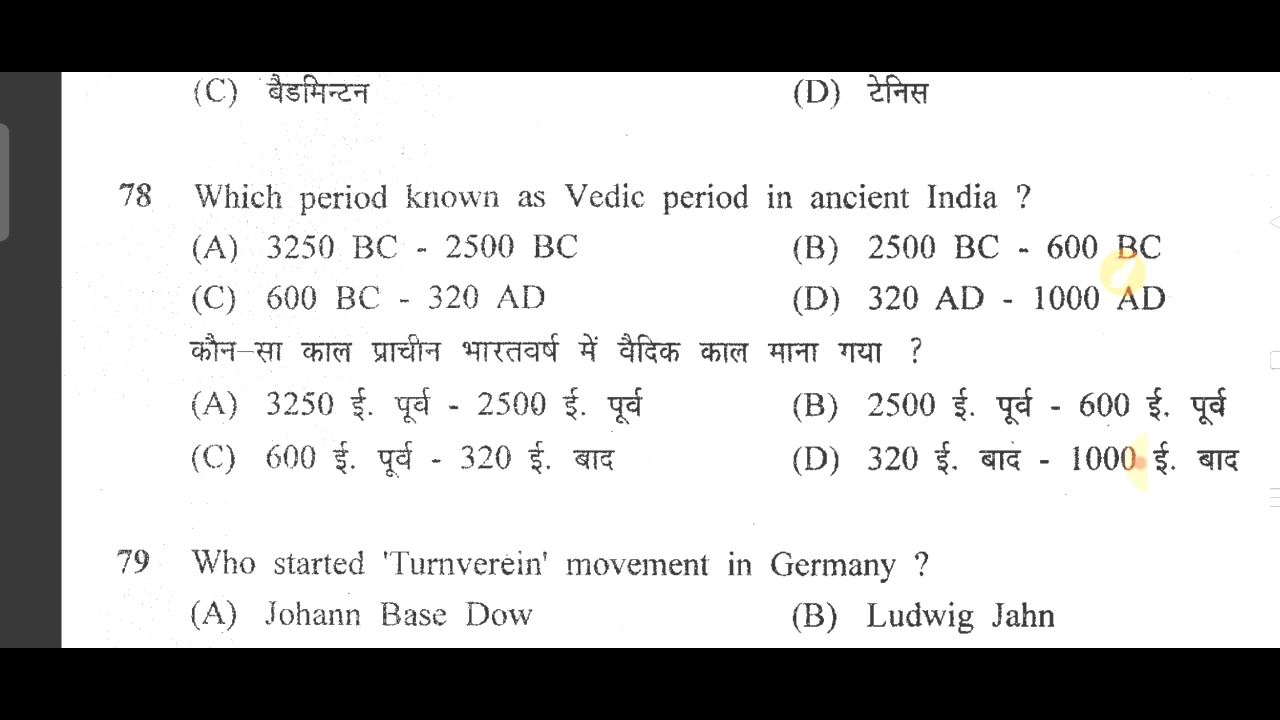 (C) बैडमिन्टन (D) टेनिस
78 Which period known as Vedic period in ancient India ?
(A) 3250 BC - 2500 BC (B) 2500 BC - 600 BC
(C) 600 BC - 320 AD (D) 320 AD - 1000 AD
कौन-सा काल प्राचीन भारतवर्ष में वैदिक काल माना गया ?
(A) 3250 ई. पूर्व - 2500 ई. पूर्व (B) 2500 ई. पूर्व - 600 ई. पूर्व
(C) 600 ई. पूर्व - 320 ई. बाद (D) 320 ई. बाद - 1000 ई. बाद
79 Who started 'Turnverein' movement in Germany ?
(A) Johann Base Dow (B) Ludwig Jahn